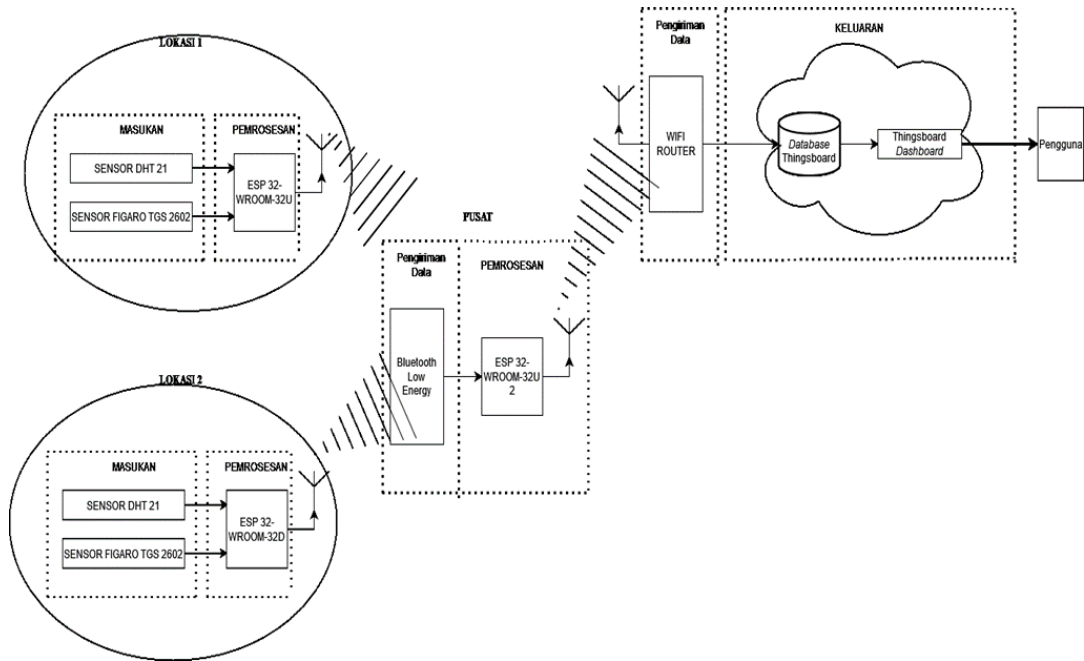 LOKASI 1
MASUKAN
PEMROSESAN
SENSOR DHT 21
SENSOR FIGARO TGS 2602
ESP 32-
WROOM-32U
LOKASI 2
MASUKAN
PEMROSESAN
SENSOR DHT 21
SENSOR FIGARO TGS 2602
ESP 32-
WROOM-32D
PUSAT
Pengiriman
Data
PEMROSESAN
Bluetooth
Low
Energy
ESP 32-
WROOM-32U
2
Pengiriman
Data
WIFI
ROUTER
KELUARAN
Database
Thingsboard
Thingsboard
Dashboard
Pengguna